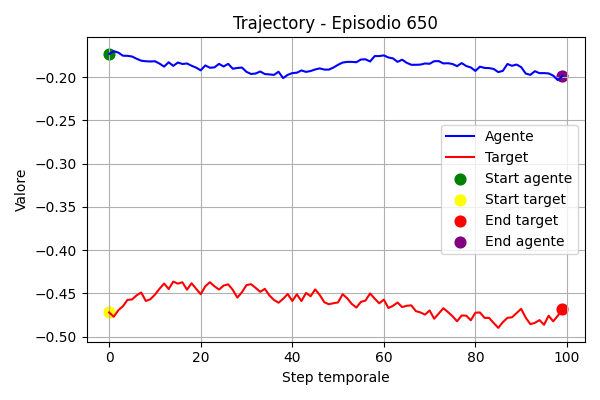 Trajectory - Episodio 650
Valore
−0.20
−0.25
−0.30
−0.35
−0.40
−0.45
−0.50
Agente
Target
Start agente
Start target
End target
End agente
0
20
40
60
80
100
Step temporale